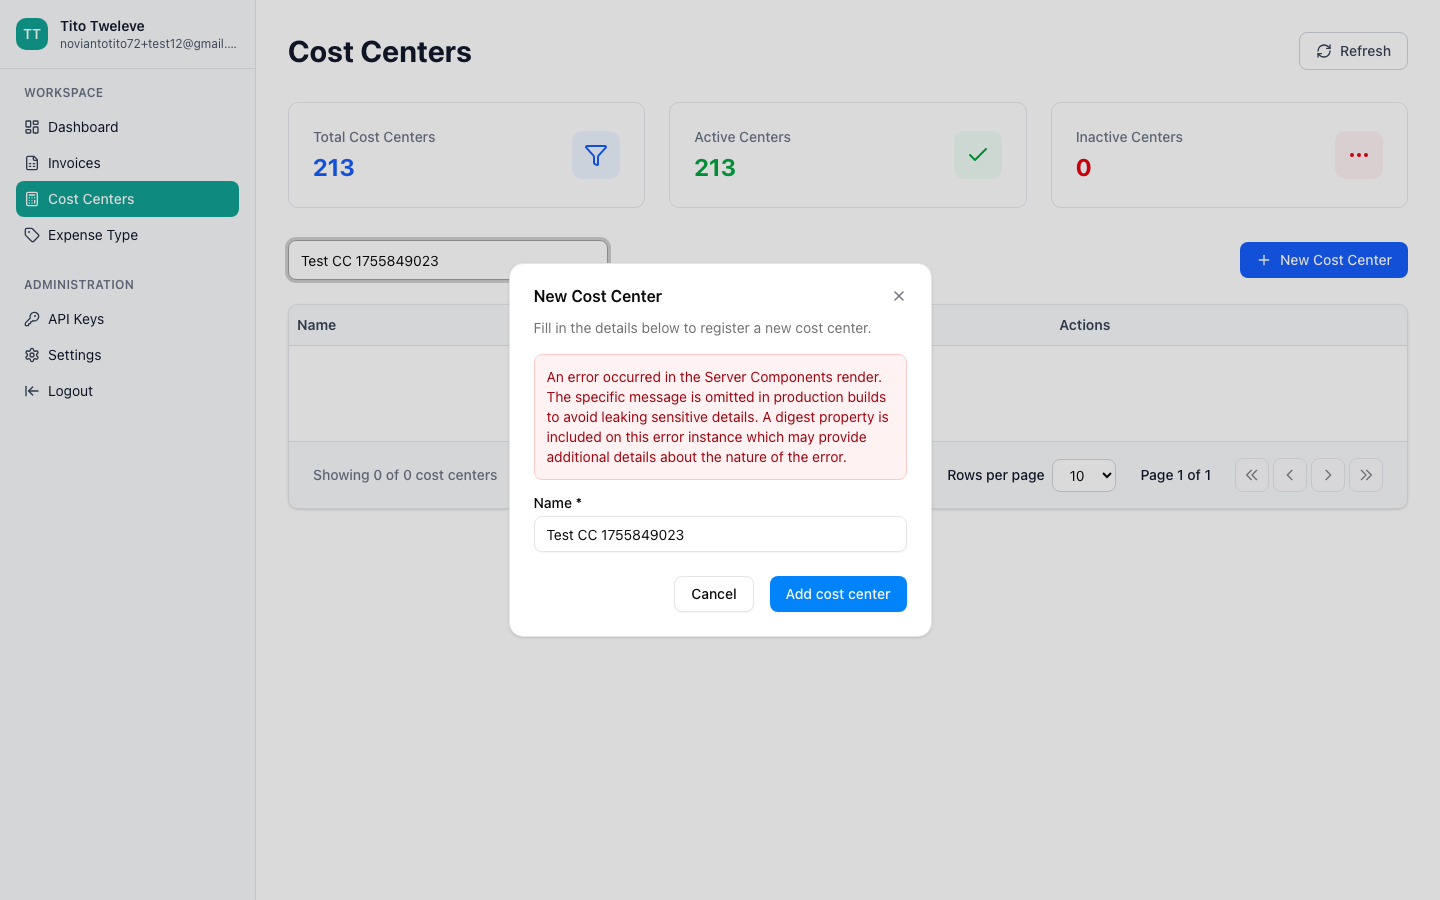 TT
Tito Tweleve
noviantotito72+test12@gmail....
WORKSPACE
Dashboard
Invoices
Cost Centers
Expense Type
ADMINISTRATION
API Keys
Settings
Logout
Cost Centers
Refresh
Total Cost Centers
213
Active Centers
213
Inactive Centers
0
Test CC 1755849023
New Cost Center
Name
Actions
Showing 0 of 0 cost centers
Rows per page
10
Page 1 of 1
New Cost Center
Fill in the details below to register a new cost center.
An error occurred in the Server Components render.
The specific message is omitted in production builds
to avoid leaking sensitive details. A digest property is
included on this error instance which may provide
additional details about the nature of the error.
Name *
Test CC 1755849023
Cancel
Add cost center